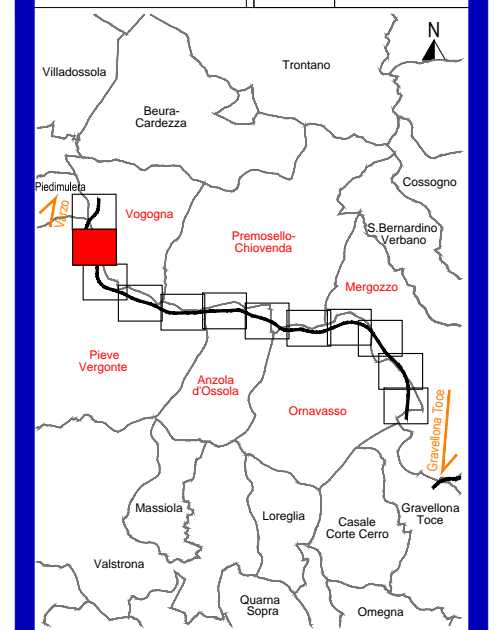 N
Trontano
Villadossola
Beura-
Cardezza
Cossogno
Piedimulera
Varzo
Vogogna
S.Bernardino
Verbano
Premosello-
Chiovenda
Mergozzo
Pieve
Vergonte
Anzola
d'Ossola
Ornavasso
Gravellona Toce
Massiola
Loreglia
Casale
Corte Cerro
Gravellona
Toce
Valstrona
Quarna
Sopra
Omegna